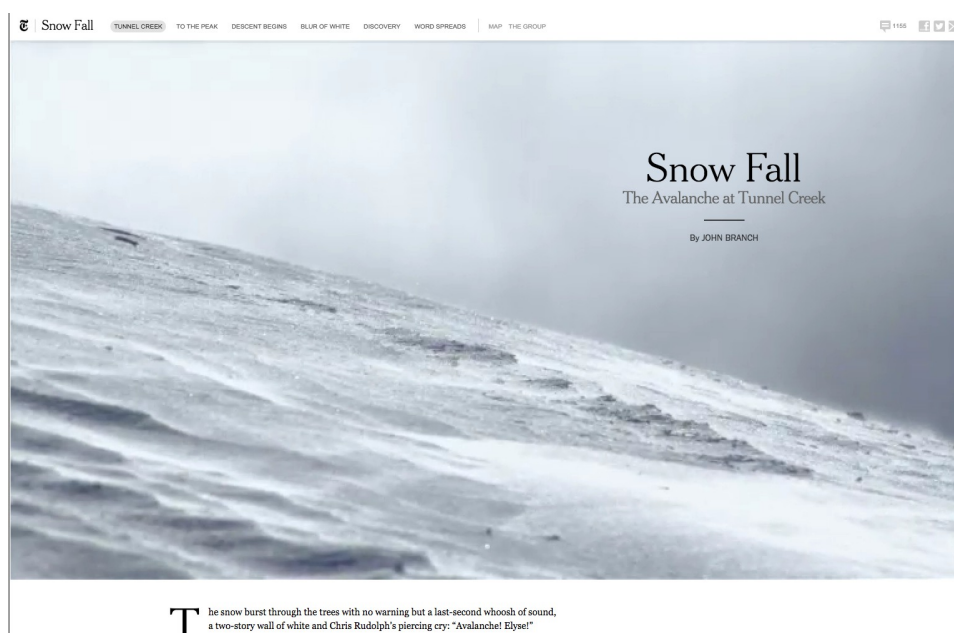 T Snow Fall TUNNEL CREEK TO THE PEAK DESCENT BEGINS BLUR OF WHITE DISCOVERY WORD SPREADS MAP THE GROUP 1155
Snow Fall
The Avalanche at Tunnel Creek
By JOHN BRANCH
The snow burst through the trees with no warning but a last-second whoosh of sound,
a two-story wall of white and Chris Rudolph's piercing cry: “Avalanche! Elyse!”